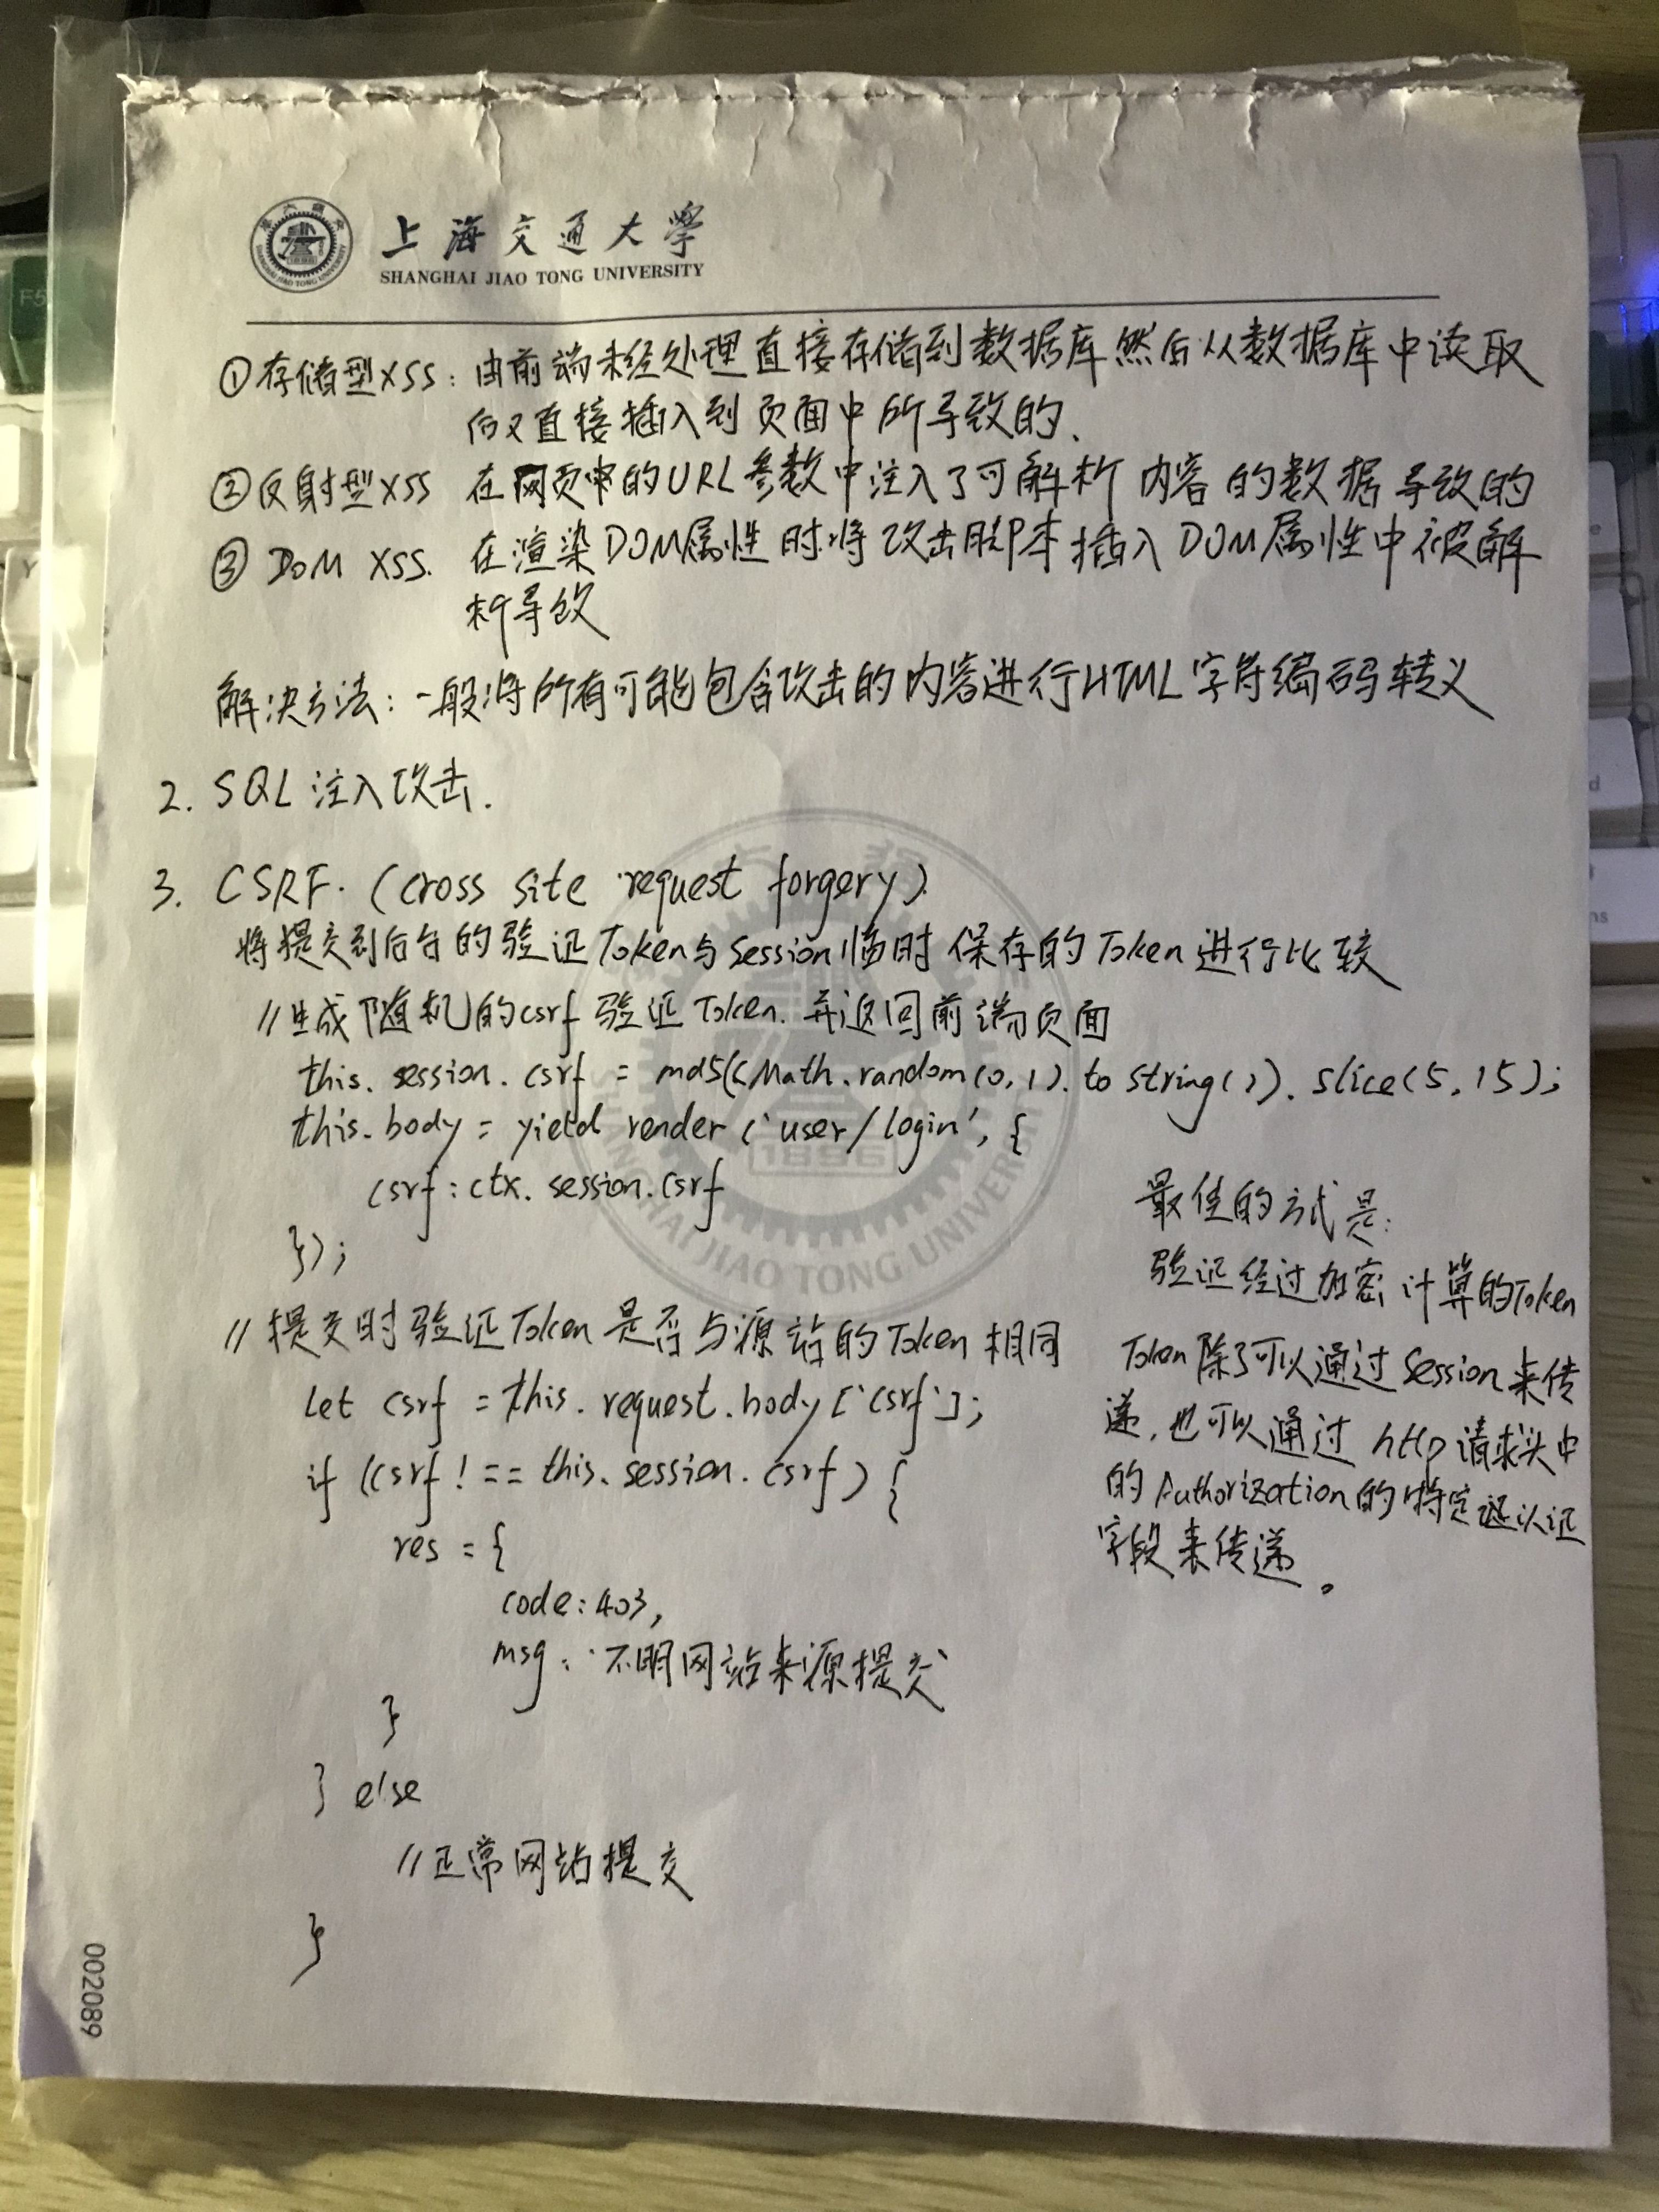 上海交通大学
SHANGHAI JIAO TONG UNIVERSITY
①存储型XSS：由前端未经处理直接存储到数据库然后从数据库中读取
后又直接插入到页面中所导致的、
②反射型XSS 在网页中的URL参数中注入了可解析内容的数据导致的
③ DOM XSS. 在渲染DOM属性时将攻击脚本插入DOM属性中被解
析导致
解决方法：一般将所有可能包含攻击的内容进行HTML字符编码转义
2. SQL 注入攻击.
3. CSRF. (cross site request forgery)
将提交到后台的验证Token与session临时保存的Token进行比较
//生成随机的csrf 验证Token. 并返回前端页面
this. session. csrf = md5(Math.random(0,1).to string()).slice(5,15);
this.body = yield render ('user/login', {
csrf : ctx. session.csrf
});
// 提交时验证Token是否与源站的Token相同
let csrf = this. request.body['csrf'];
if (csrf !== this. session. csrf) {
res = {
code: 403,
msg: '不明网站来源提交'
}
} else
//正常网站提交
}
最佳的方式是:
验证经过加密计算的Token
Token除了可以通过Session来传
递,也可以通过 http请求头中
的Authorization的特定认证
字段来传递。
SHANGHAI JIAO TONG UNIVERSITY
1896
002089